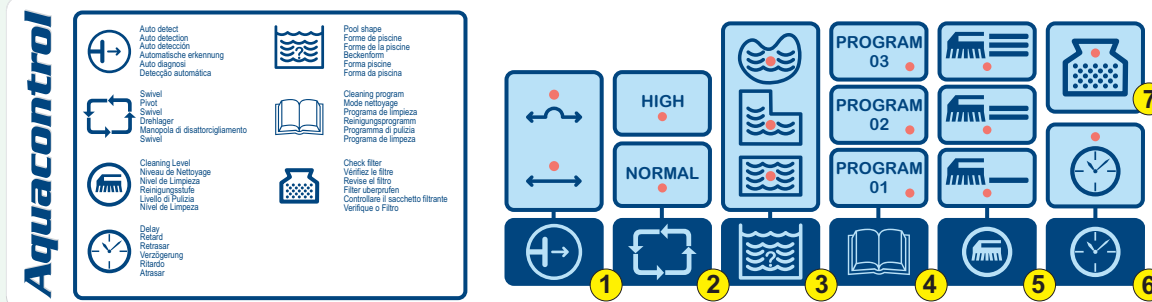 Aquacontrol
Auto detect
Auto detection
Auto detección
Automatische erkennung
Auto diagnosi
Detecção automática
Swivel
Pivot
Swivel
Drehlager
Manopola di disattorcigliamento
Swivel
Cleaning Level
Niveau de Nettoyage
Nivel de Limpieza
Reinigungsstufe
Livello di Pulizia
Nível de Limpeza
Delay
Retard
Retrasar
Verzögerung
Ritardo
Atrasar
Pool shape
Forme de piscine
Forme de la piscine
Beckenform
Forma piscine
Forma da piscina
?
Cleaning program
Mode nettoyage
Programa de limpieza
Reinigungsprogramm
Programma di pulizia
Programa de limpeza
Check filter
Vérifiez le filtre
Revise el filtro
Filter uberprufen
Controllare il sacchetto filtrante
Verifique o Filtro
HIGH
NORMAL
PROGRAM
03
PROGRAM
02
PROGRAM
01
?
1
2
3
4
5
6
7